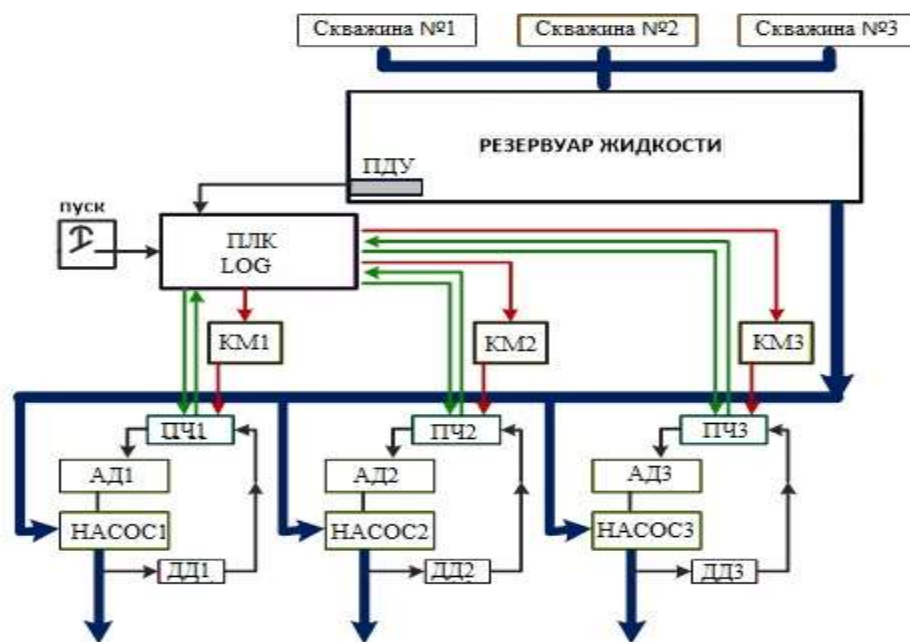 Скважина №1
Скважина №2
Скважина №3
РЕЗЕРВУАР ЖИДКОСТИ
ПДУ
пуск
ПЛК
LOG
КМ1
КМ2
КМ3
ПЧ1
ПЧ2
ПЧ3
АД1
АД2
АД3
НАСОС1
НАСОС2
НАСОС3
ДД1
ДД2
ДД3